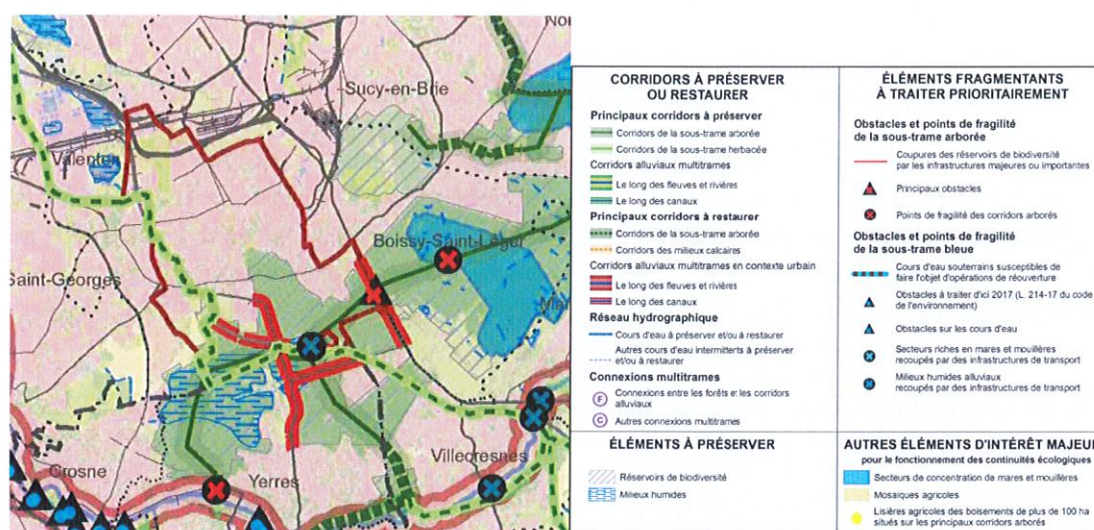 Nor
Sucy-en-Brie
Valenton
Boissy-Saint-Léger
Saint-Georges
Mar
Villecresnes
Crosne
Yerres
CORRIDORS À PRÉSERVER
OU RESTAURER
Principaux corridors à préserver
Corridors de la sous-trame arborée
Corridors de la sous-trame herbacée
Corridors alluviaux multitrames
Le long des fleuves et rivières
Le long des canaux
Principaux corridors à restaurer
Corridors de la sous-trame arborée
Corridors des milieux calcaires
Corridors alluviaux multitrames en contexte urbain
Le long des fleuves et rivières
Le long des canaux
Réseau hydrographique
Cours d'eau à préserver et/ou à restaurer
Autres cours d'eau intermittents à préserver
et/ou à restaurer
Connexions multitrames
F Connexions entre les forêts et les corridors
alluviaux
C Autres connexions multitrames
ÉLÉMENTS À PRÉSERVER
Réservoirs de biodiversité
Milieux humides
ÉLÉMENTS FRAGMENTANTS
À TRAITER PRIORITAIREMENT
Obstacles et points de fragilité
de la sous-trame arborée
Coupures des réservoirs de biodiversité
par les infrastructures majeures ou importantes
Principaux obstacles
Points de fragilité des corridors arborés
Obstacles et points de fragilité
de la sous-trame bleue
Cours d'eau souterrains susceptibles de
faire l'objet d'opérations de réouverture
Obstacles à traiter d'ici 2017 (L. 214-17 du code
de l'environnement)
Obstacles sur les cours d'eau
Secteurs riches en mares et mouillères
recoupés par des infrastructures de transport
Milieux humides alluviaux
recoupés par des infrastructures de transport
AUTRES ÉLÉMENTS D'INTÉRÊT MAJEUR
pour le fonctionnement des continuités écologiques
Secteurs de concentration de mares et mouillères
Mosaïques agricoles
Lisières agricoles des boisements de plus de 100 ha
situés sur les principaux corridors arborés